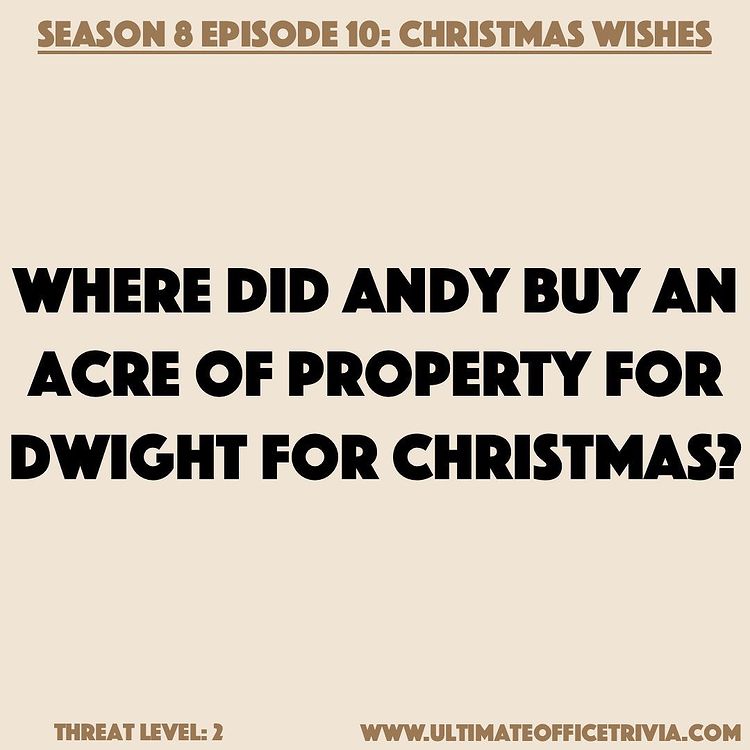 SEASON 8 EPISODE 10: CHRISTMAS WISHES
WHERE DID ANDY BUY AN
ACRE OF PROPERTY FOR
DWIGHT FOR CHRISTMAS?
THREAT LEVEL: 2
WWW.ULTIMATEOFFICETRIVIA.COM